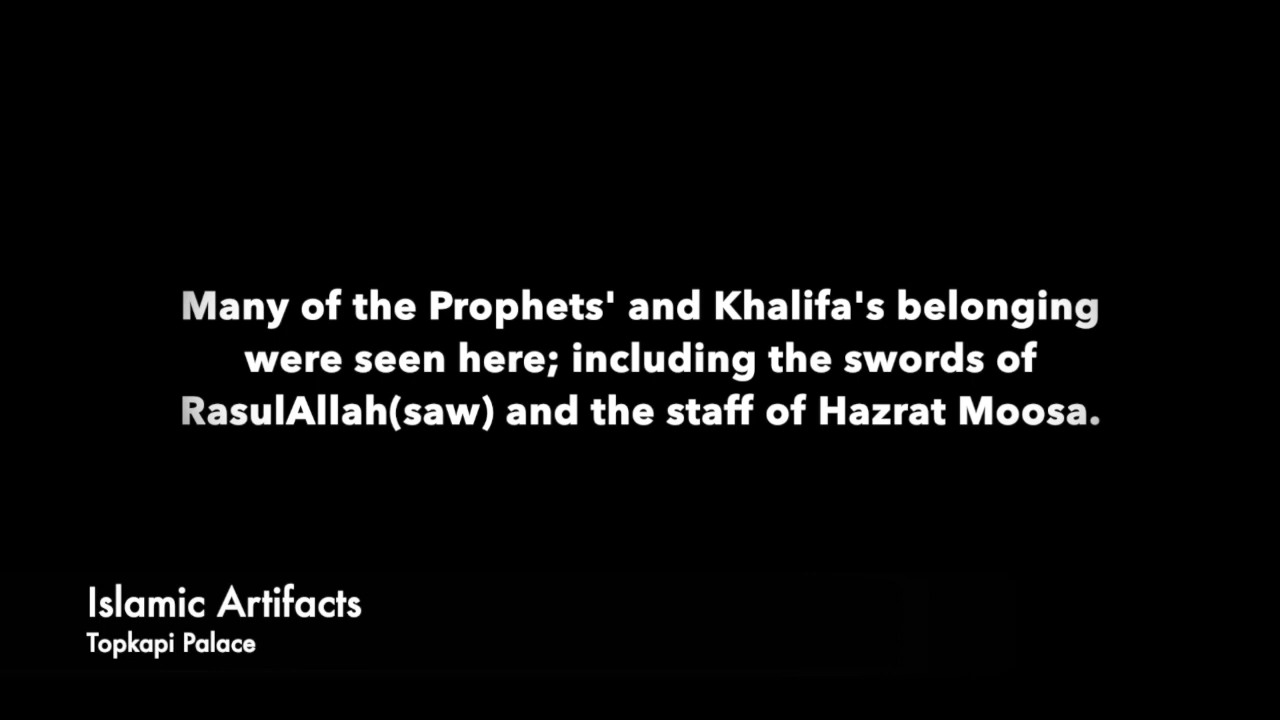 Many of the Prophets' and Khalifa's belonging
were seen here; including the swords of
RasulAllah(saw) and the staff of Hazrat Moosa.
Islamic Artifacts
Topkapi Palace